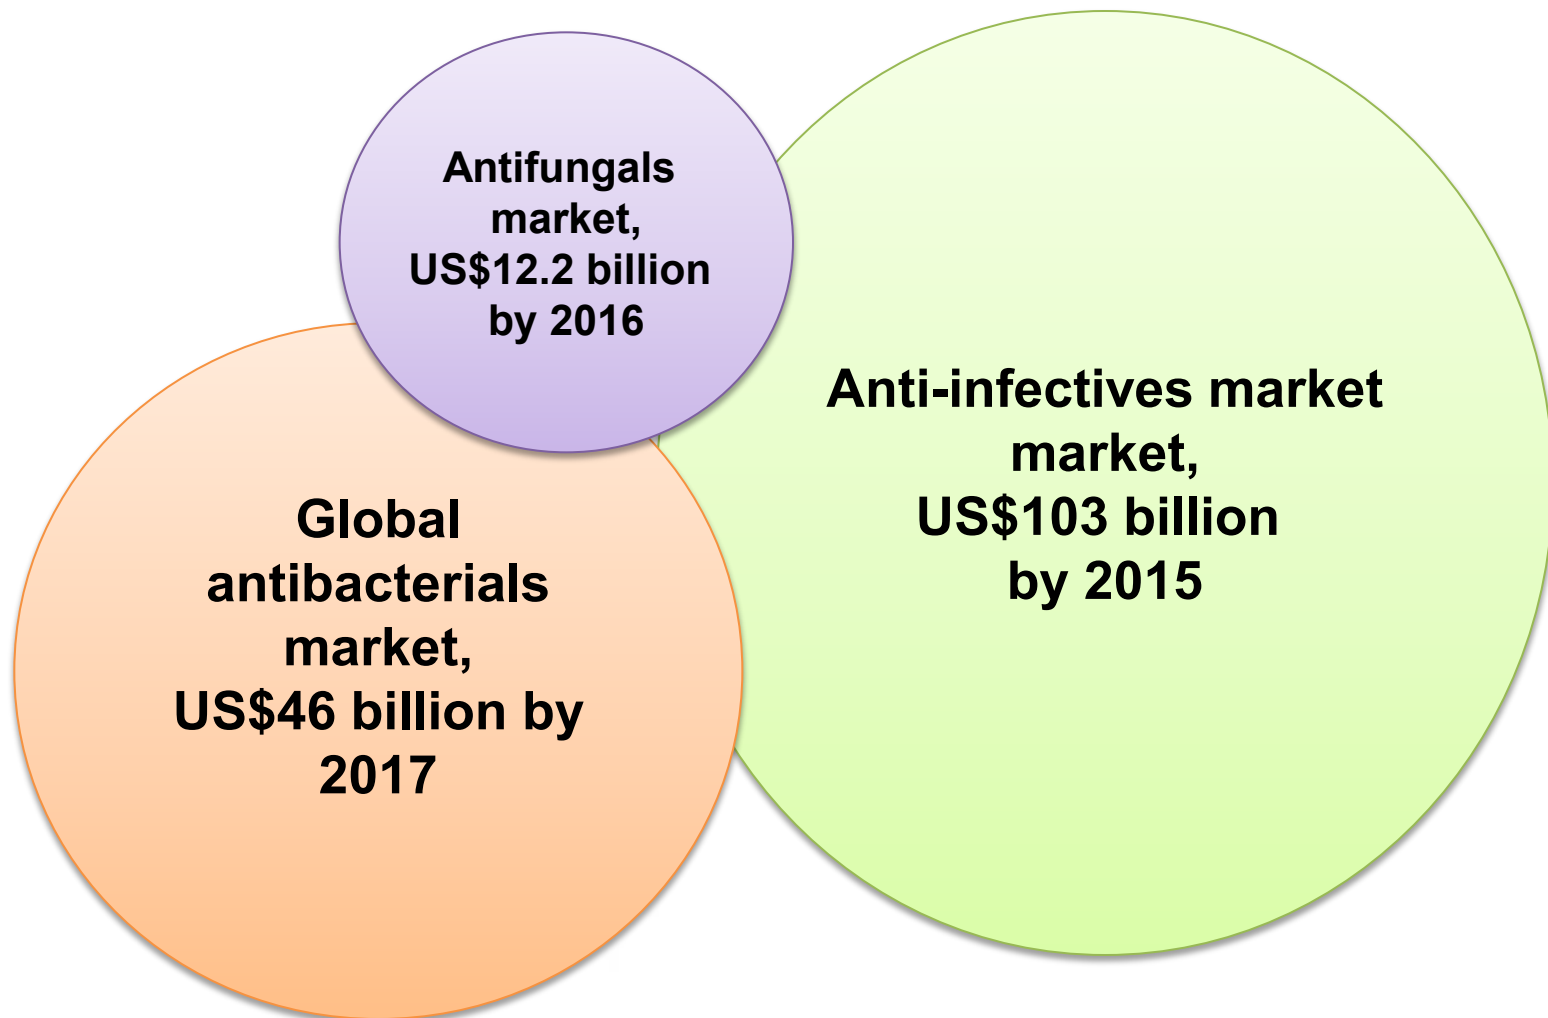 Antifungals
market,
US$12.2 billion
by 2016
Anti-infectives market
market,
US$103 billion
by 2015
Global
antibacterials
market,
US$46 billion by
2017